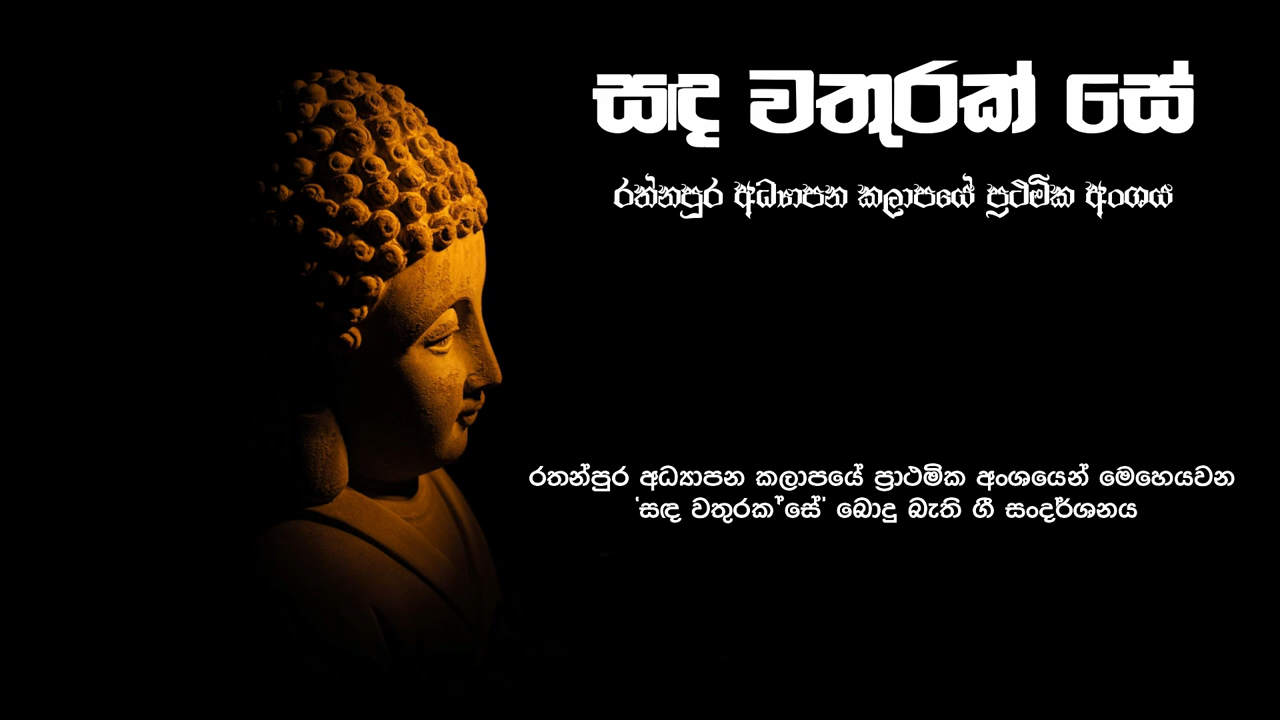 සඳ වතුරක් සේ
රත්නපුර අධ්‍යාපන කලාපයේ ප්‍රථමික අංශය
රතන්පුර අධ්‍යාපන කලාපයේ ප්‍රාථමික අංශයෙන් මෙහෙයවන
'සඳ වතුරක් සේ' බොදු බැති ගී සංදර්ශනය